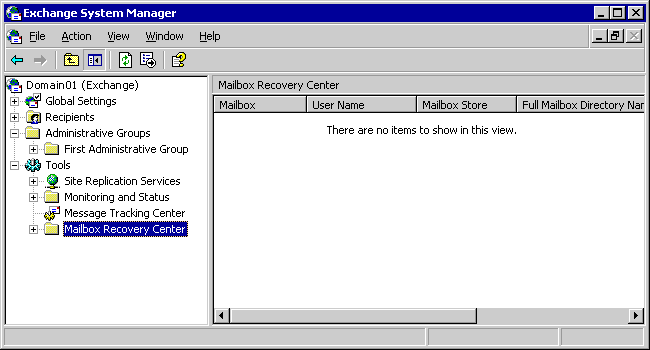 Exchange System Manager
File Action View Window Help
Domain01 (Exchange)
Global Settings
Recipients
Administrative Groups
First Administrative Group
Tools
Site Replication Services
Monitoring and Status
Message Tracking Center
Mailbox Recovery Center
Mailbox Recovery Center
Mailbox User Name Mailbox Store Full Mailbox Directory Nar
There are no items to show in this view.